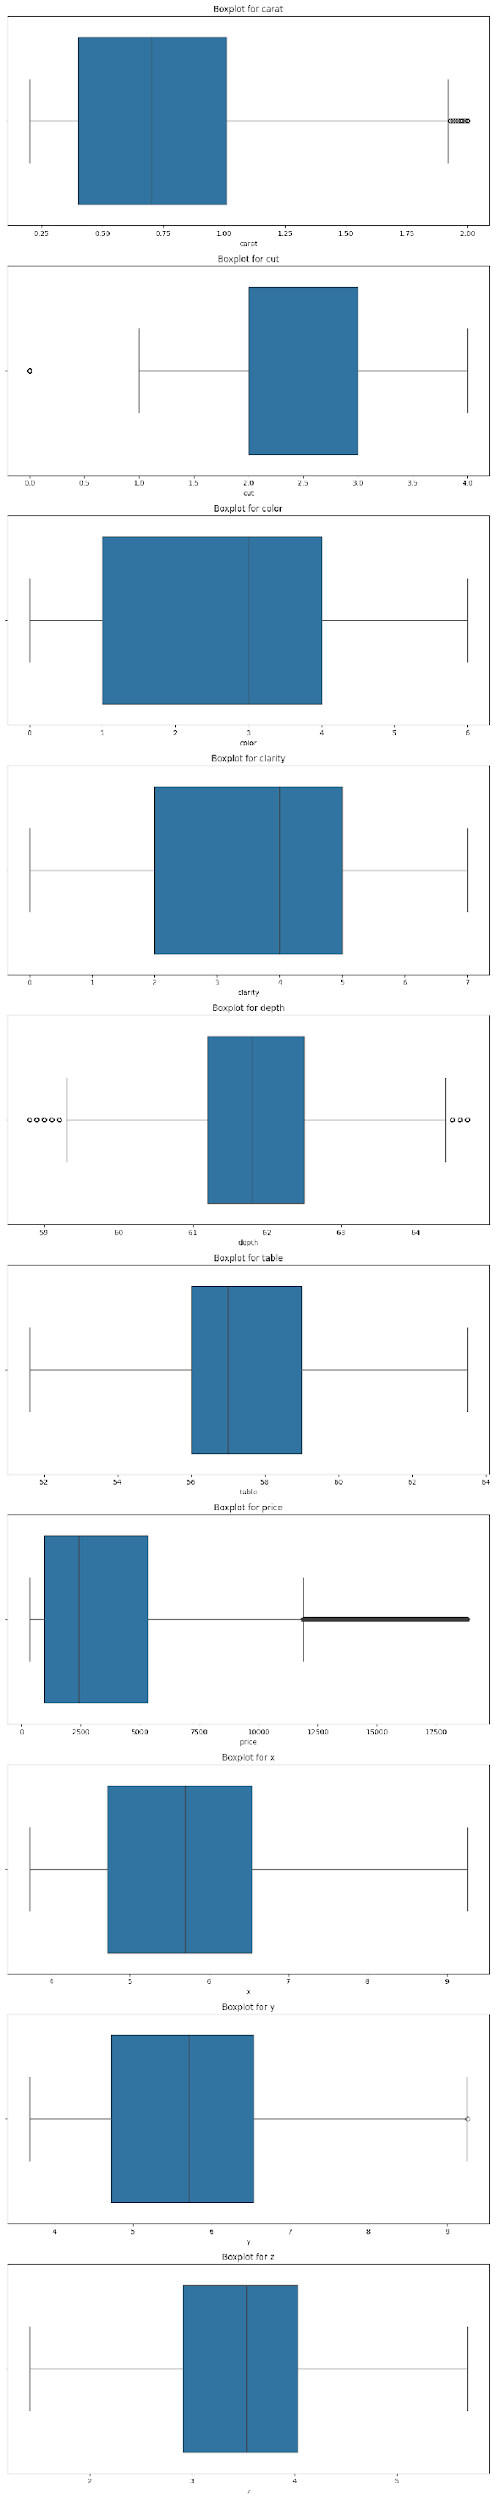 Boxplot for carat
0.25 0.50 0.75 1.00 1.25 1.50 1.75 2.00
carat
Boxplot for cut
0.0 0.5 1.0 1.5 2.0 2.5 3.0 3.5 4.0
cut
Boxplot for color
0 1 2 3 4 5 6
color
Boxplot for clarity
0 1 2 3 4 5 6 7
clarity
Boxplot for depth
59 60 61 62 63 64
depth
Boxplot for table
52 54 56 58 60 62 64
table
Boxplot for price
0 2500 5000 7500 10000 12500 15000 17500
price
Boxplot for x
4 5 6 7 8 9
x
Boxplot for y
4 5 6 7 8 9
y
Boxplot for z
2 3 4 5
z